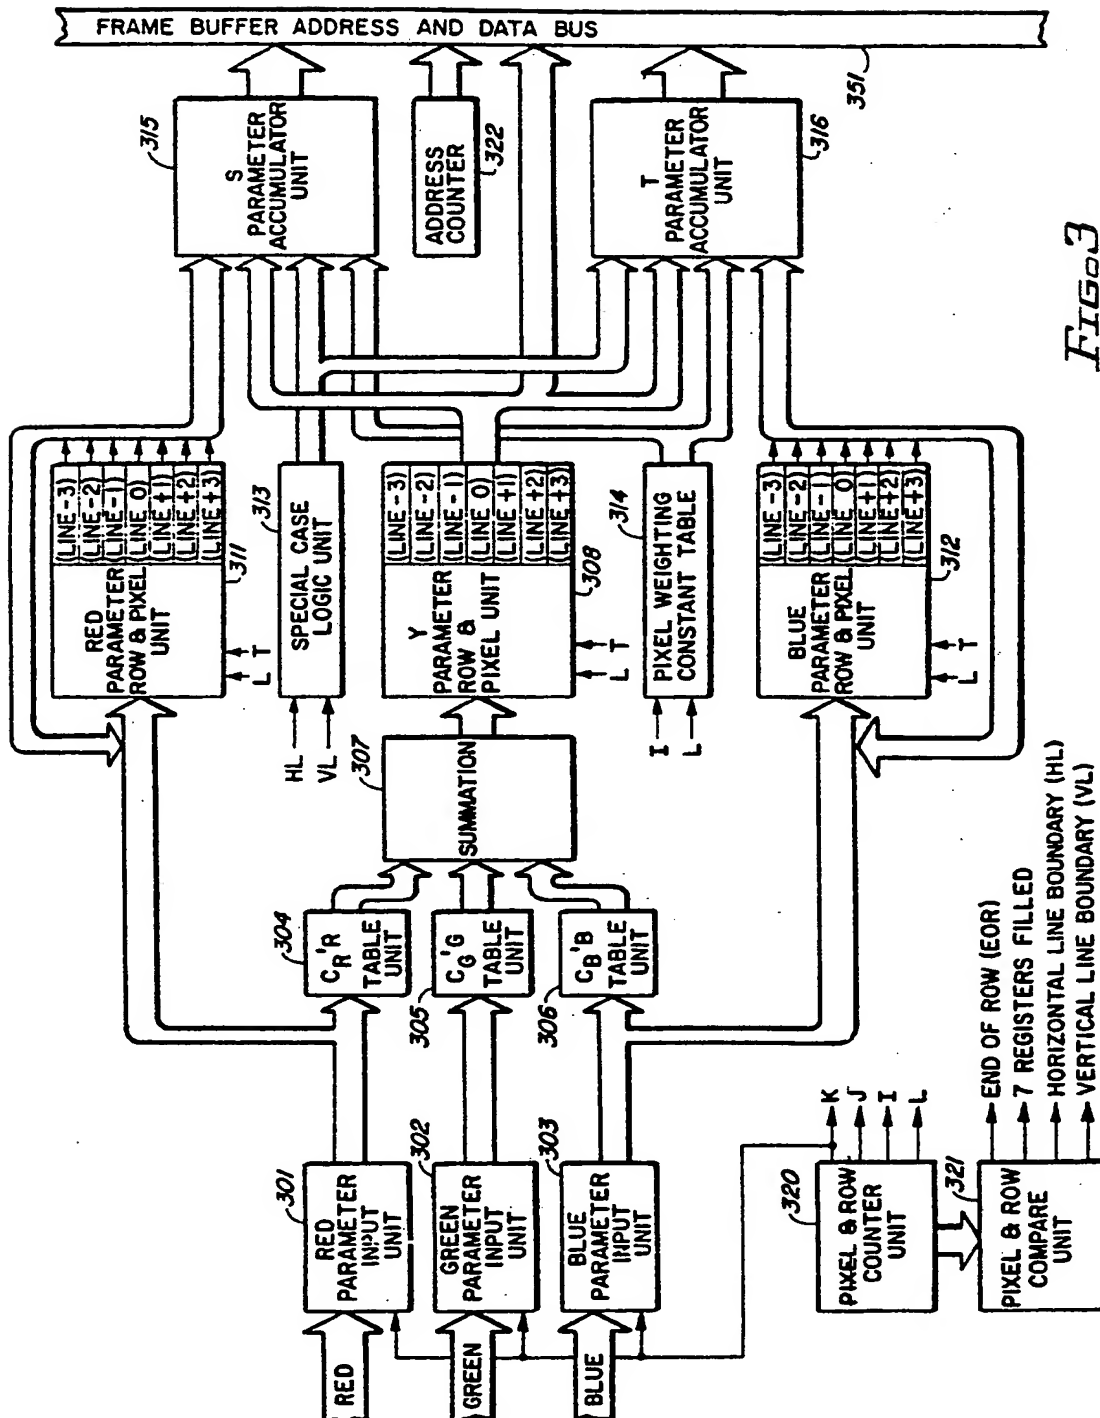 FRAME BUFFER ADDRESS AND DATA BUS
351
315
S
PARAMETER
ACCUMULATOR
UNIT
ADDRESS
COUNTER
322
T
PARAMETER
ACCUMULATOR
UNIT
316
RED
PARAMETER
ROW & PIXEL
UNIT
(LINE-3)
(LINE-2)
(LINE-1)
(LINE 0)
(LINE+1)
(LINE+2)
(LINE+3)
311
L T
SPECIAL CASE
LOGIC UNIT
313
HL
VL
Y
PARAMETER
ROW &
PIXEL UNIT
(LINE-3)
(LINE-2)
(LINE-1)
(LINE 0)
(LINE+1)
(LINE+2)
(LINE+3)
308
L T
PIXEL WEIGHTING
CONSTANT TABLE
314
I
L
BLUE
PARAMETER
ROW & PIXEL
UNIT
(LINE-3)
(LINE-2)
(LINE-1)
(LINE 0)
(LINE+1)
(LINE+2)
(LINE+3)
312
L T
307
SUMMATION
304
CR'R
TABLE
UNIT
305
CG'G
TABLE
UNIT
306
CB'B
TABLE
UNIT
301
RED
PARAMETER
INPUT
UNIT
302
GREEN
PARAMETER
INPUT
UNIT
303
BLUE
PARAMETER
INPUT
UNIT
RED
GREEN
BLUE
320
PIXEL & ROW
COUNTER
UNIT
K
J
I
L
321
PIXEL & ROW
COMPARE
UNIT
END OF ROW (EOR)
7 REGISTERS FILLED
HORIZONTAL LINE BOUNDARY (HL)
VERTICAL LINE BOUNDARY (VL)
FIG. 3